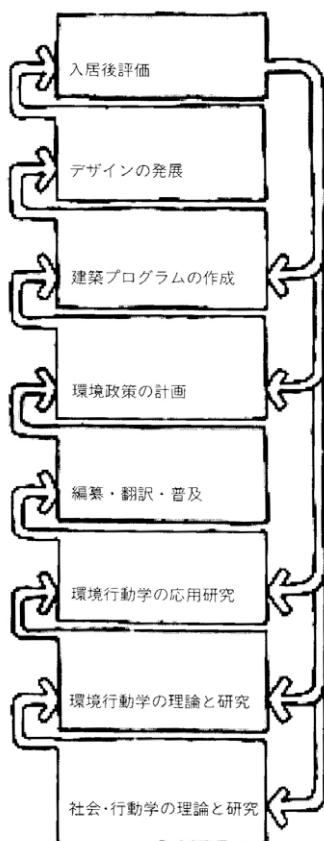 入居後評価
デザインの発展
建築プログラムの作成
環境政策の計画
編纂・翻訳・普及
環境行動学の応用研究
環境行動学の理論と研究
社会・行動学の理論と研究